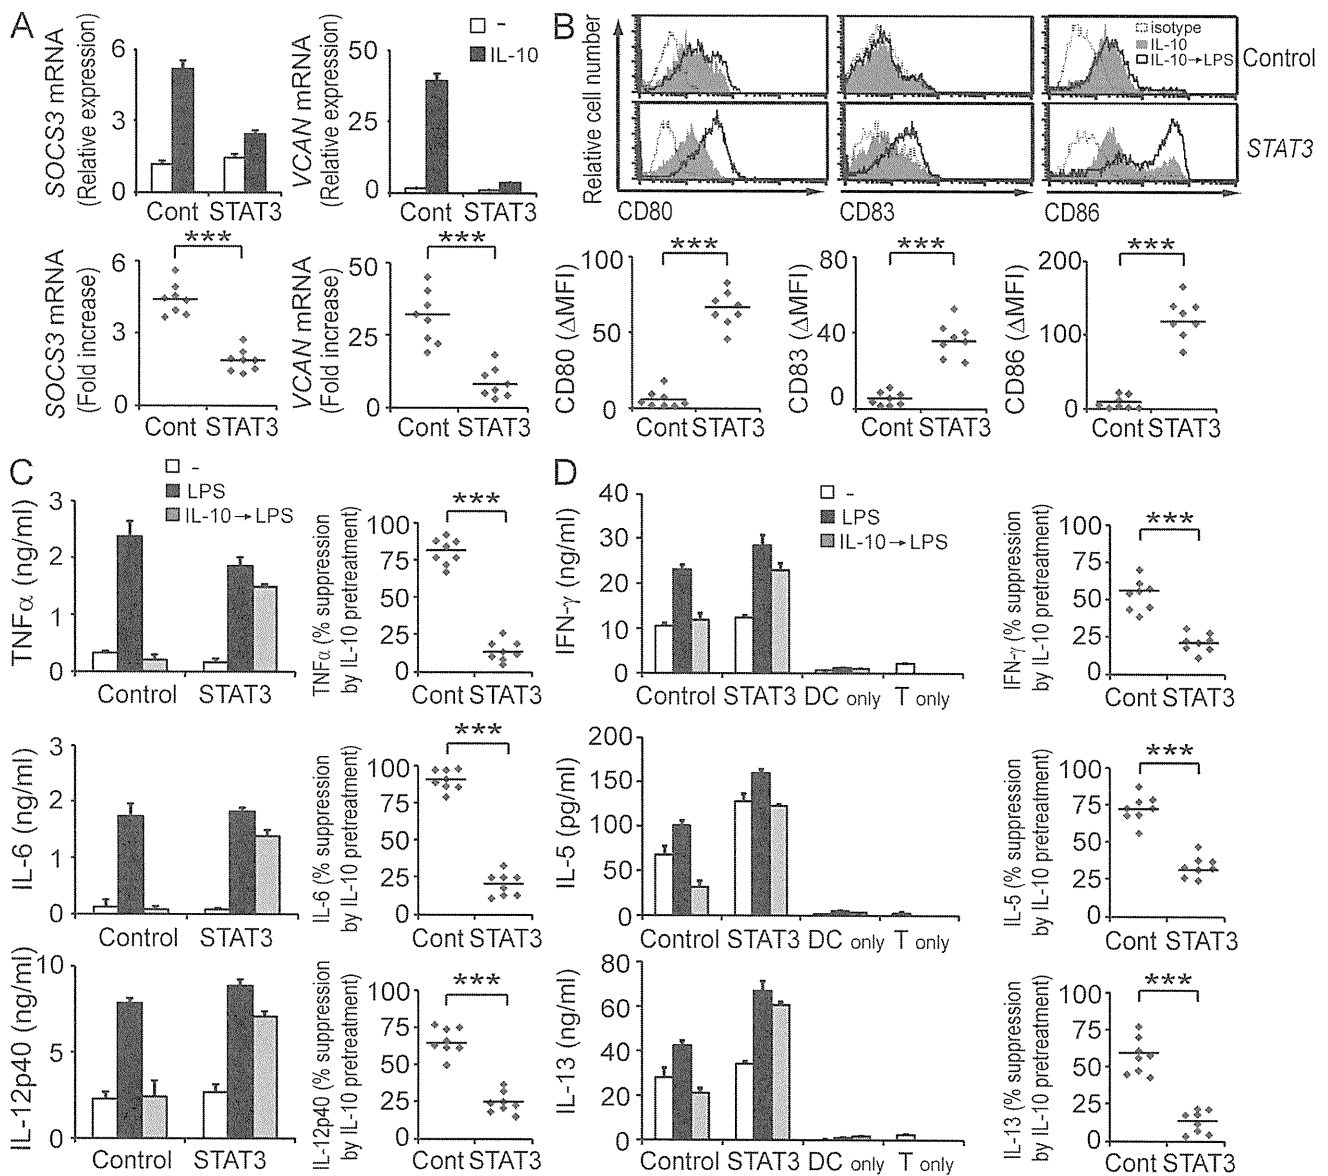 A
SOCS3 mRNA
(Relative expression)
6
3
0
Cont STAT3
VCAN mRNA
(Relative expression)
50
25
0
Cont STAT3
-
IL-10
SOCS3 mRNA
(Fold increase)
6
3
0
***
Cont STAT3
VCAN mRNA
(Fold increase)
50
25
0
***
Cont STAT3
B
Relative cell number
isotype
IL-10
IL-10→LPS
Control
STAT3
CD80
CD83
CD86
CD80 (ΔMFI)
100
50
0
***
Cont STAT3
CD83 (ΔMFI)
80
40
0
***
Cont STAT3
CD86 (ΔMFI)
200
100
0
***
Cont STAT3
C
-
LPS
IL-10→LPS
TNFα (ng/ml)
3
2
1
0
Control STAT3
TNFα (% suppression
by IL-10 pretreatment)
100
75
50
25
0
***
Cont STAT3
IL-6 (ng/ml)
3
2
1
0
Control STAT3
IL-6 (% suppression
by IL-10 pretreatment)
100
75
50
25
0
***
Cont STAT3
IL-12p40 (ng/ml)
10
5
0
Control STAT3
IL-12p40 (% suppression
by IL-10 pretreatment)
100
75
50
25
0
***
Cont STAT3
D
-
LPS
IL-10→LPS
IFN-γ (ng/ml)
40
30
20
10
0
Control STAT3 DC only T only
IFN-γ (% suppression
by IL-10 pretreatment)
100
75
50
25
0
***
Cont STAT3
IL-5 (pg/ml)
200
150
100
50
0
Control STAT3 DC only T only
IL-5 (% suppression
by IL-10 pretreatment)
100
75
50
25
0
***
Cont STAT3
IL-13 (ng/ml)
80
60
40
20
0
Control STAT3 DC only T only
IL-13 (% suppression
by IL-10 pretreatment)
100
75
50
25
0
***
Cont STAT3